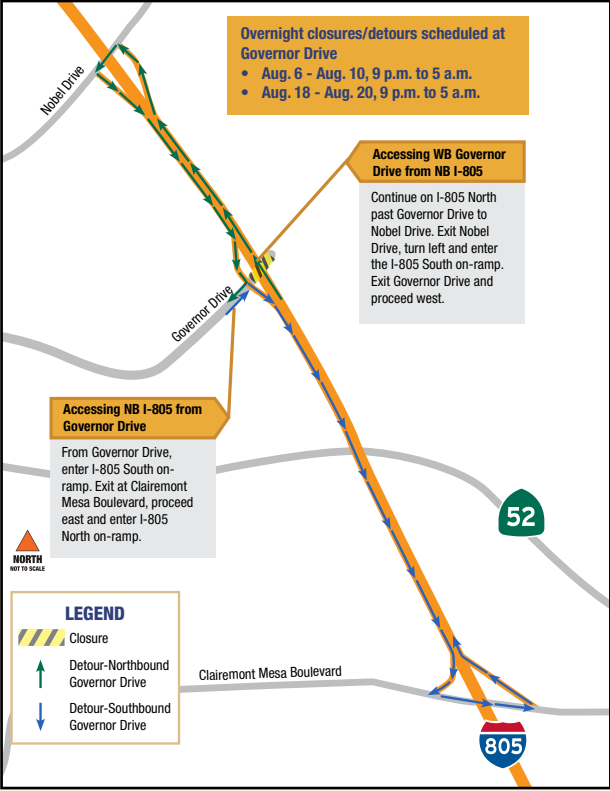 Overnight closures/detours scheduled at
Governor Drive
• Aug. 6 - Aug. 10, 9 p.m. to 5 a.m.
• Aug. 18 - Aug. 20, 9 p.m. to 5 a.m.
Nobel Drive
Accessing WB Governor
Drive from NB I-805
Continue on I-805 North
past Governor Drive to
Nobel Drive. Exit Nobel
Drive, turn left and enter
the I-805 South on-ramp.
Exit Governor Drive and
proceed west.
Governor Drive
Accessing NB I-805 from
Governor Drive
From Governor Drive,
enter I-805 South on-
ramp. Exit at Clairemont
Mesa Boulevard, proceed
east and enter I-805
North on-ramp.
52
NORTH
NOT TO SCALE
LEGEND
Closure
Detour-Northbound
Governor Drive
Detour-Southbound
Governor Drive
Clairemont Mesa Boulevard
805